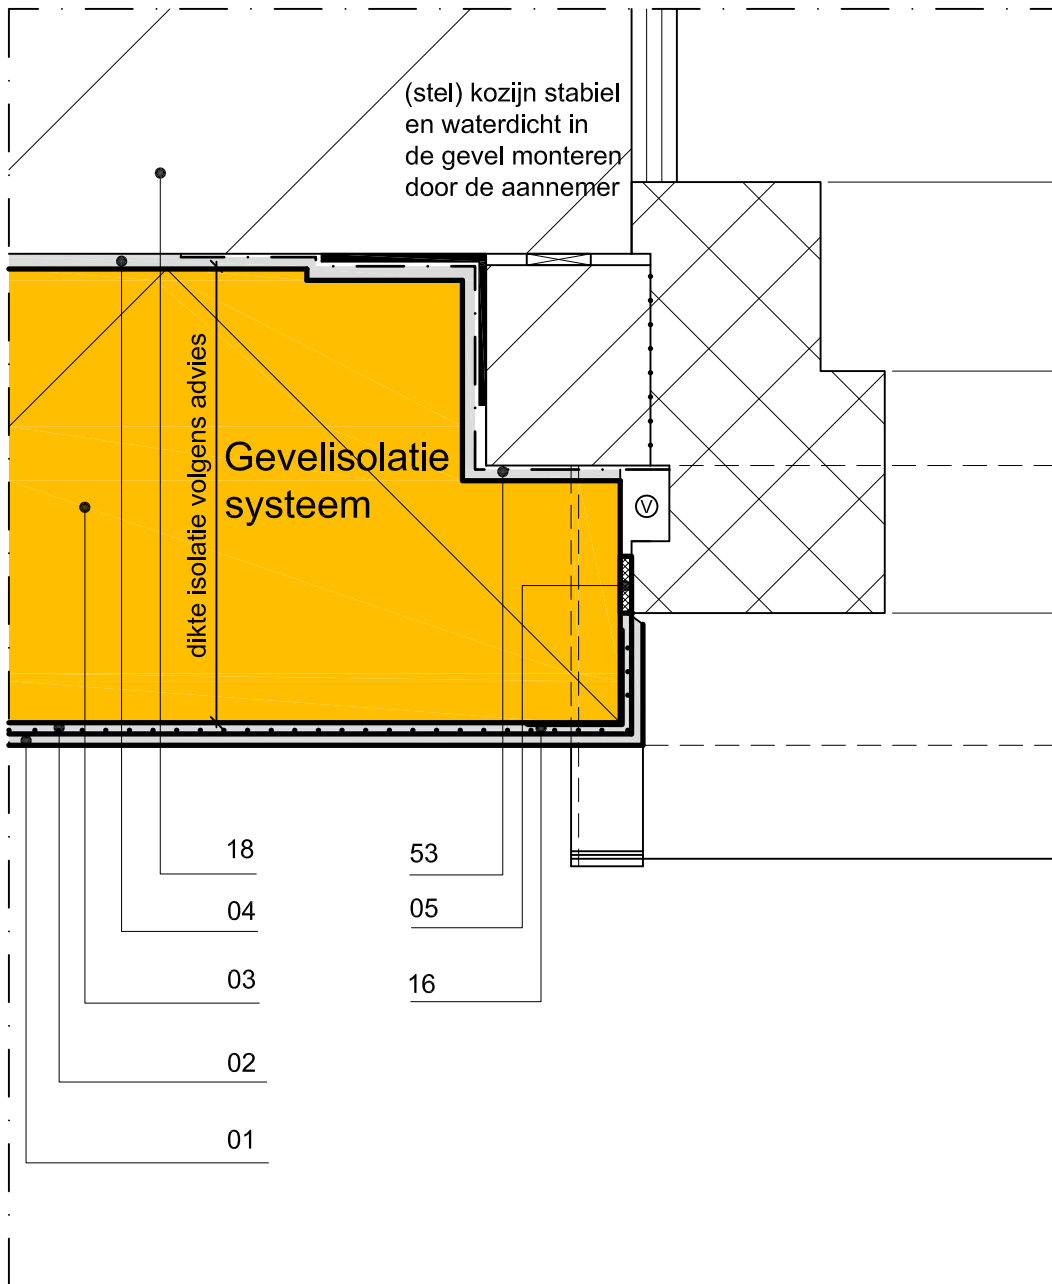 (stel) kozijn stabiel
en waterdicht in
de gevel monteren
door de aannemer
dikte isolatie volgens advies
Gevelisolatie
systeem
V
18
53
04
05
03
16
02
01